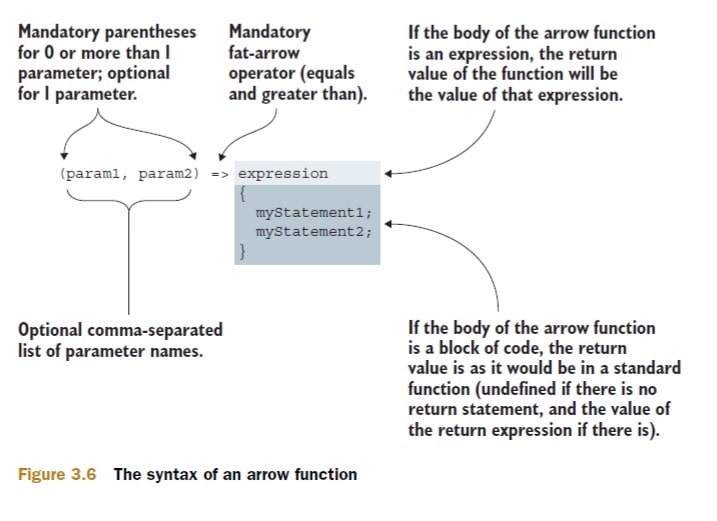 Mandatory parentheses
for 0 or more than 1
parameter; optional
for 1 parameter.
Mandatory
fat-arrow
operator (equals
and greater than).
If the body of the arrow function
is an expression, the return
value of the function will be
the value of that expression.
(param1, param2) => expression
{
myStatement1;
myStatement2;
}
Optional comma-separated
list of parameter names.
If the body of the arrow function
is a block of code, the return
value is as it would be in a standard
function (undefined if there is no
return statement, and the value of
the return expression if there is).
Figure 3.6 The syntax of an arrow function